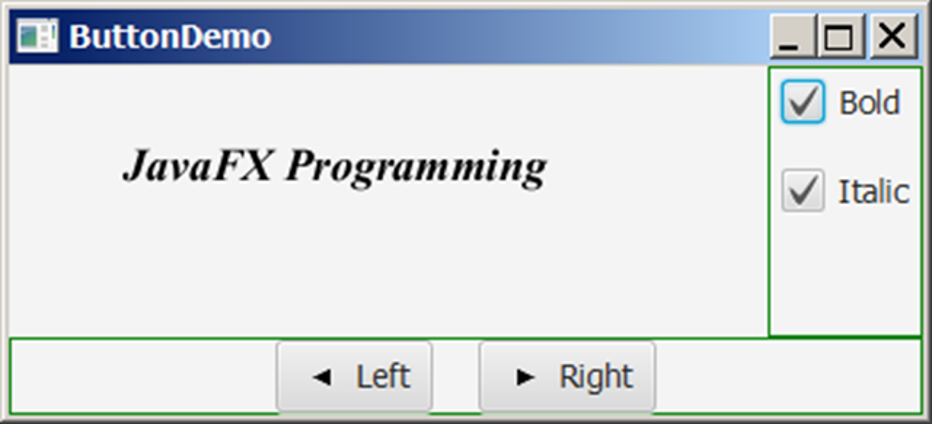 ButtonDemo
Bold
JavaFX Programming
Italic
Left Right